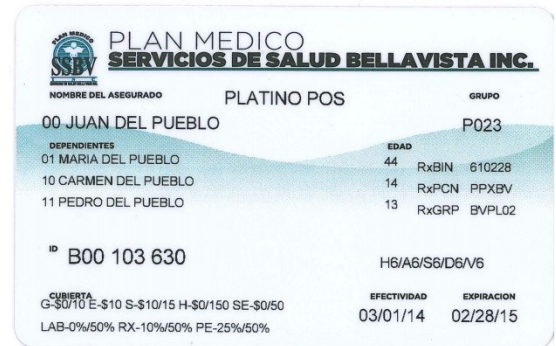 PLAN MEDICO
SSBV
PLAN MEDICO
SERVICIOS DE SALUD BELLAVISTA INC.
NOMBRE DEL ASEGURADO PLATINO POS GRUPO
00 JUAN DEL PUEBLO P023
DEPENDIENTES EDAD
01 MARIA DEL PUEBLO 44 RxBIN 610228
10 CARMEN DEL PUEBLO 14 RxPCN PPXBV
11 PEDRO DEL PUEBLO 13 RxGRP BVPL02
ID B00 103 630 H6/A6/S6/D6/V6
CUBIERTA EFECTIVIDAD EXPIRACION
G-$0/10 E-$10 S-$10/15 H-$0/150 SE-$0/50 03/01/14 02/28/15
LAB-0%/50% RX-10%/50% PE-25%/50%